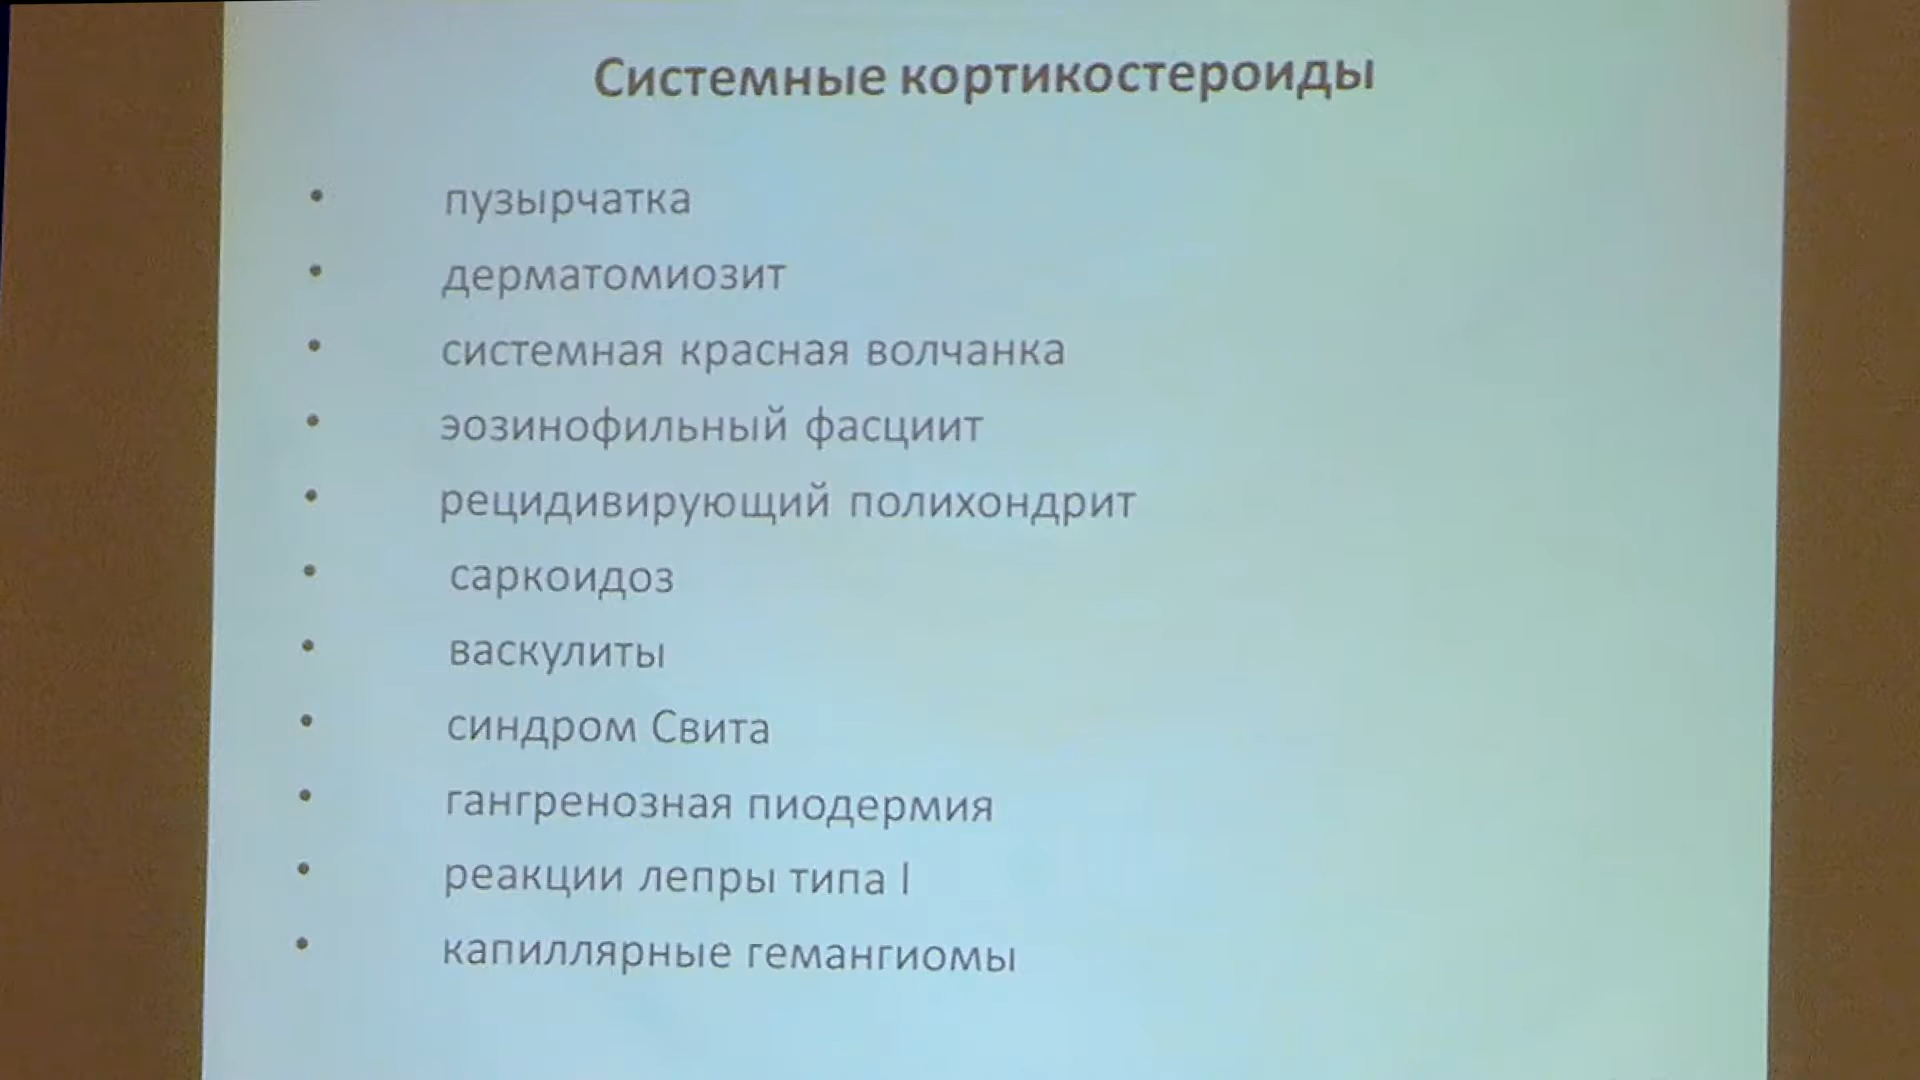 Системные кортикостероиды
• пузырчатка
• дерматомиозит
• системная красная волчанка
• эозинофильный фасциит
• рецидивирующий полихондрит
• саркоидоз
• васкулиты
• синдром Свита
• гангренозная пиодермия
• реакции лепры типа I
• капиллярные гемангиомы